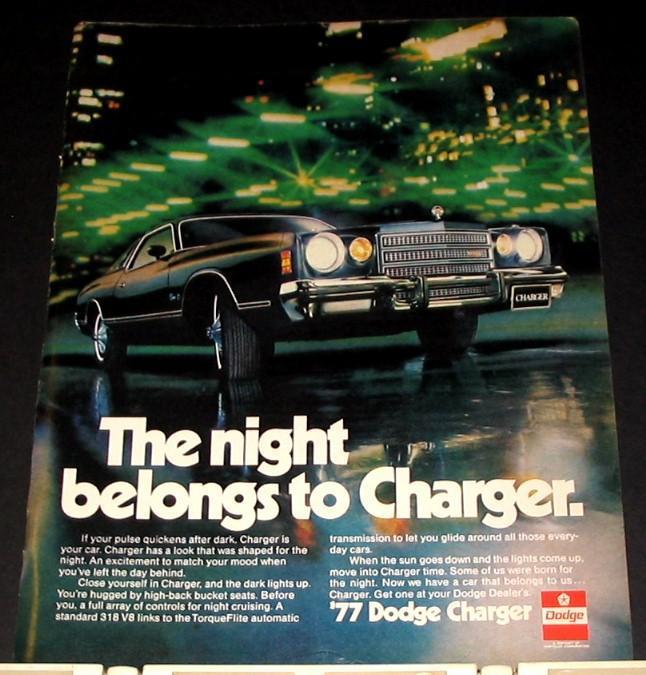 CHARGER
The night
belongs to Charger.
If your pulse quickens after dark, Charger is
your car. Charger has a look that was shaped for the
night. An excitement to match your mood when
you've left the day behind.
Close yourself in Charger, and the dark lights up.
You're hugged by high-back bucket seats. Before
you, a full array of controls for night cruising. A
standard 318 V8 links to the TorqueFlite automatic
transmission to let you glide around all those every-
day cars.
When the sun goes down and the lights come up,
move into Charger time. Some of us were born for
the night. Now we have a car that belongs to us...
Charger. Get one at your Dodge Dealer's.
'77 Dodge Charger
Dodge